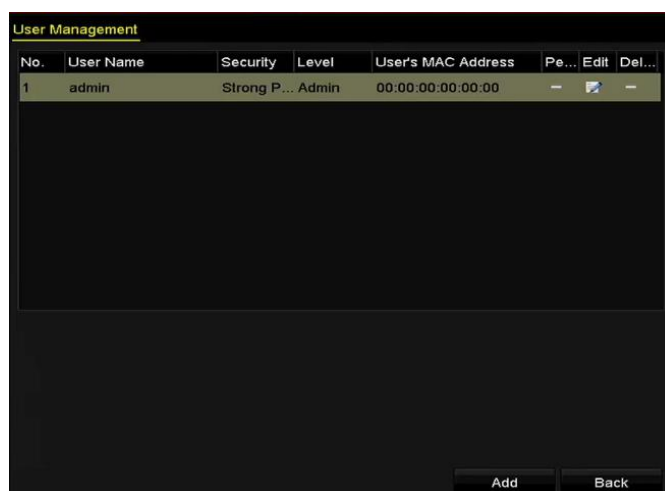 User Management
No. User Name Security Level User's MAC Address Pe... Edit Del...
1 admin Strong P... Admin 00:00:00:00:00:00 — —
Add Back